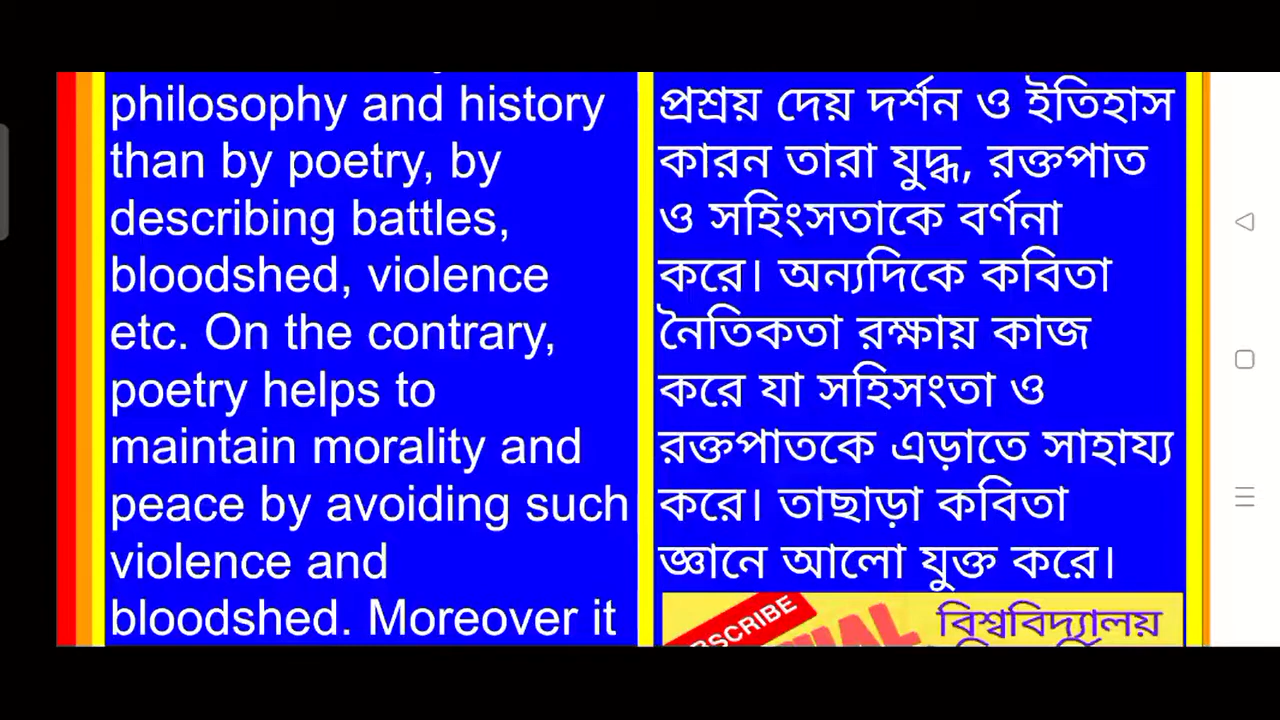 philosophy and history
than by poetry, by
describing battles,
bloodshed, violence
etc. On the contrary,
poetry helps to
maintain morality and
peace by avoiding such
violence and
bloodshed. Moreover it
প্রশ্রয় দেয় দর্শন ও ইতিহাস
কারন তারা যুদ্ধ, রক্তপাত
ও সহিংসতাকে বর্ণনা
করে। অন্যদিকে কবিতা
নৈতিকতা রক্ষায় কাজ
করে যা সহিসংতা ও
রক্তপাতকে এড়াতে সাহায্য
করে। তাছাড়া কবিতা
জ্ঞানে আলো যুক্ত করে।
বিশ্ববিদ্যালয়